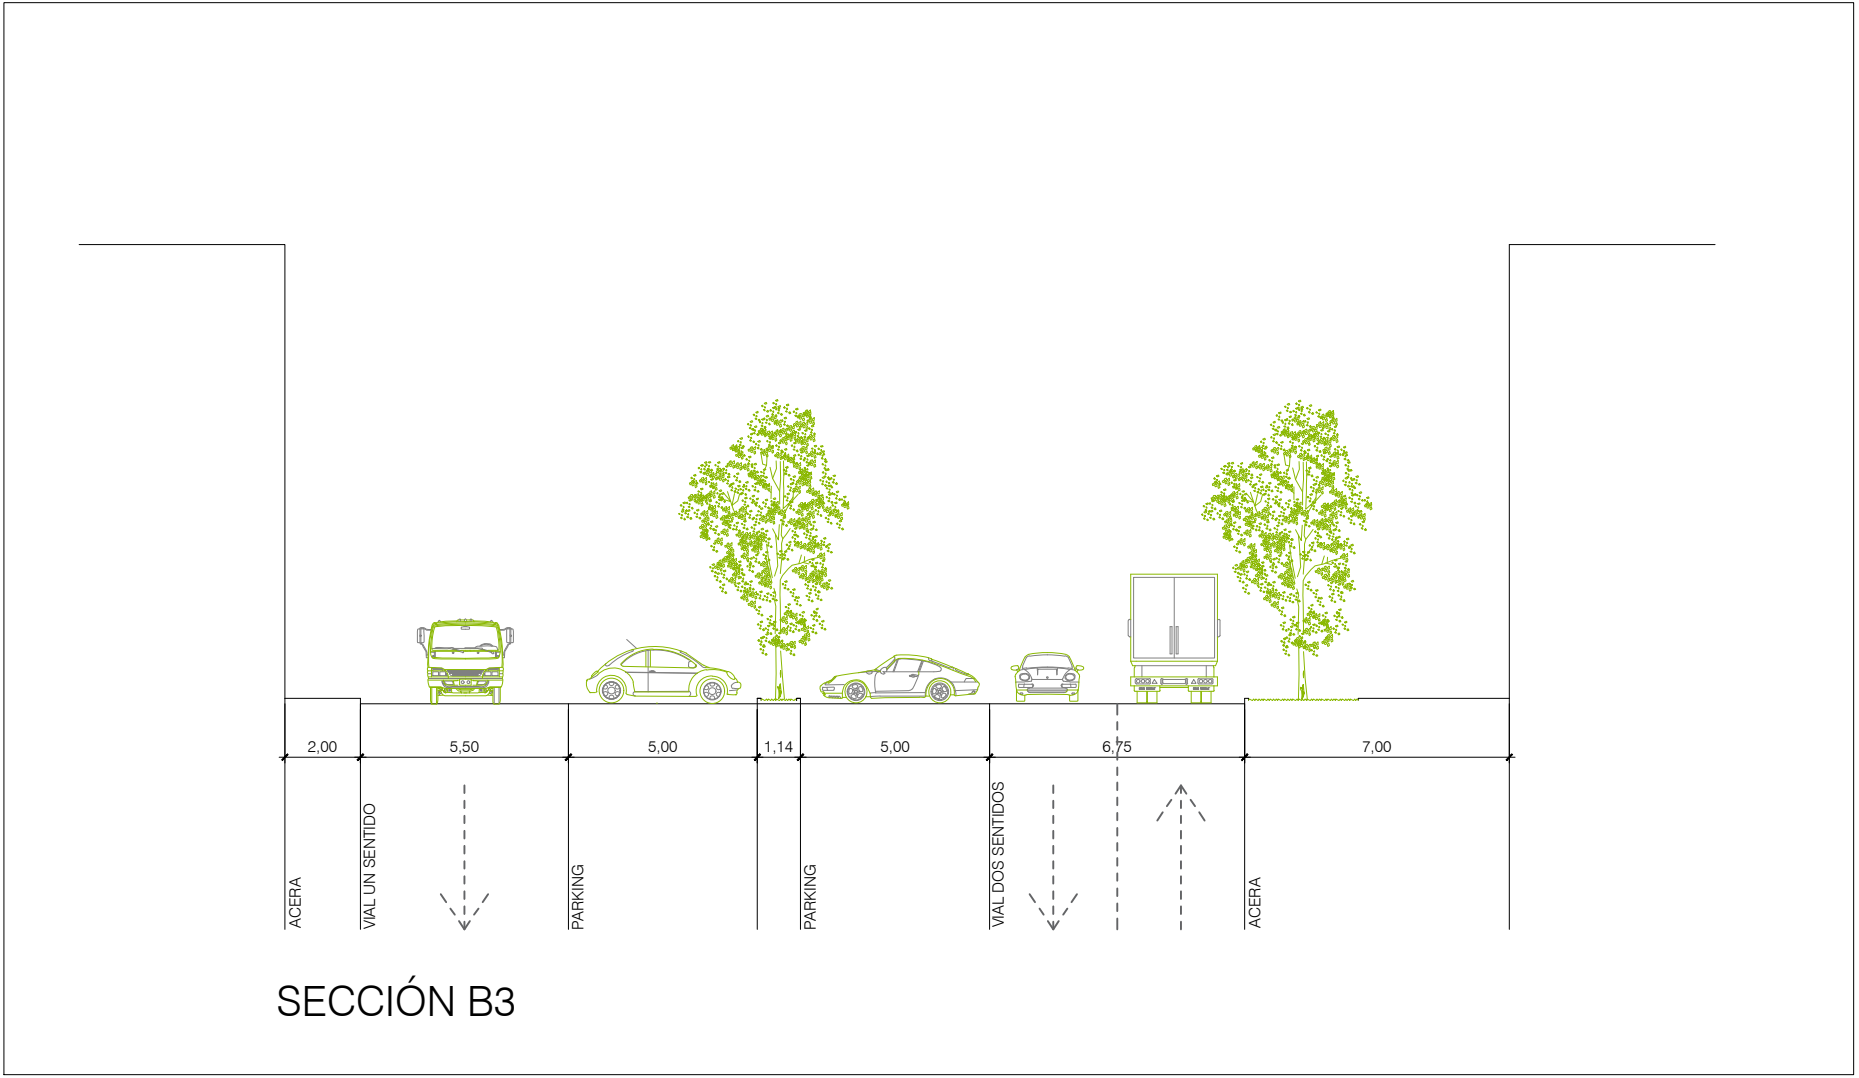 2,00
5,50
5,00
1,14
5,00
6,75
7,00
ACERA
VIAL UN SENTIDO
PARKING
PARKING
VIAL DOS SENTIDOS
ACERA
SECCIÓN B3